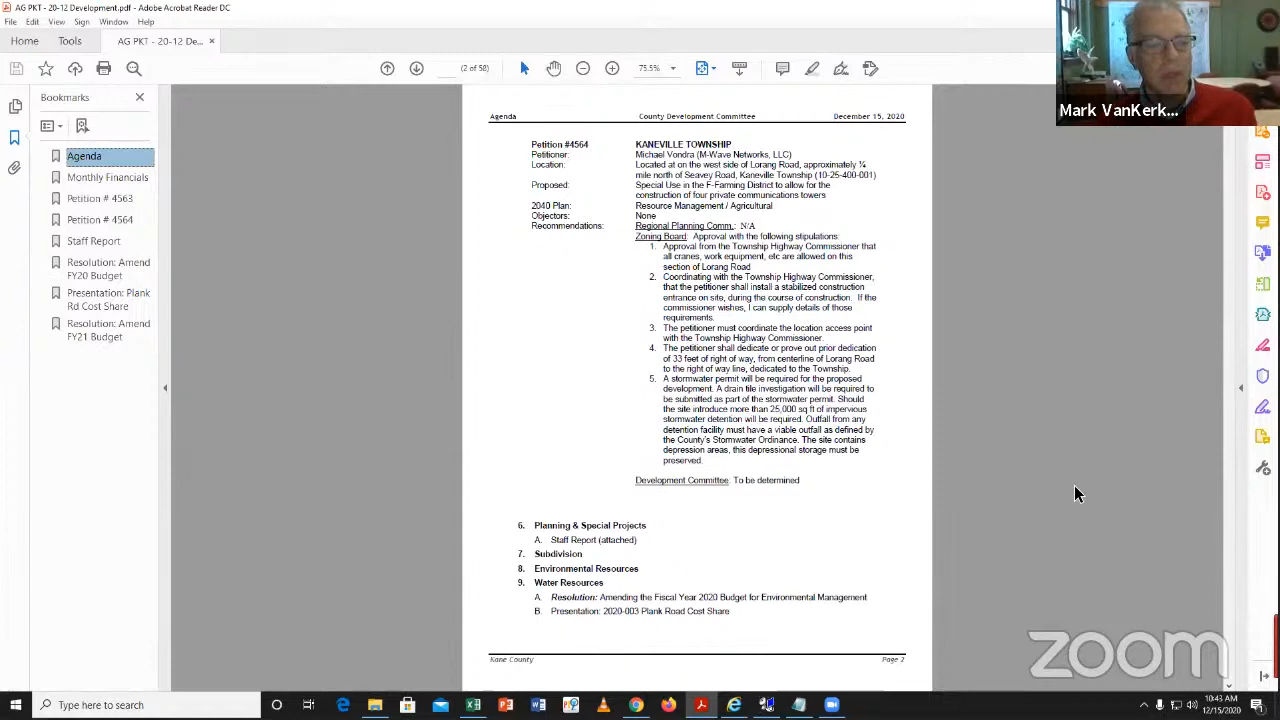 AG PKT - 20-12 Development.pdf - Adobe Acrobat Reader DC
File Edit View Sign Window Help
Home Tools AG PKT - 20-12 De... ×
(2 of 58) 75.5%
Bookmarks
Agenda
Monthly Financials
Petition # 4563
Petition # 4564
Staff Report
Resolution: Amend
FY20 Budget
Presentation: Plank
Rd Cost Share
Resolution: Amend
FY21 Budget
Mark VanKerk...
Agenda County Development Committee December 15, 2020
Petition #4564 KANEVILLE TOWNSHIP
Petitioner: Michael Vondra (M-Wave Networks, LLC)
Location: Located at on the west side of Lorang Road, approximately ¼
mile north of Seavey Road, Kaneville Township (10-25-400-001)
Proposed: Special Use in the F-Farming District to allow for the
construction of four private communications towers
2040 Plan: Resource Management / Agricultural
Objectors: None
Recommendations: Regional Planning Comm.: N/A
Zoning Board: Approval with the following stipulations:
1. Approval from the Township Highway Commissioner that
all cranes, work equipment, etc are allowed on this
section of Lorang Road
2. Coordinating with the Township Highway Commissioner,
that the petitioner shall install a stabilized construction
entrance on site, during the course of construction. If the
commissioner wishes, I can supply details of those
requirements.
3. The petitioner must coordinate the location access point
with the Township Highway Commissioner.
4. The petitioner shall dedicate or prove out prior dedication
of 33 feet of right of way, from centerline of Lorang Road
to the right of way line, dedicated to the Township.
5. A stormwater permit will be required for the proposed
development. A drain tile investigation will be required to
be submitted as part of the stormwater permit. Should
the site introduce more than 25,000 sq ft of impervious
stormwater detention will be required. Outfall from any
detention facility must have a viable outfall as defined by
the County's Stormwater Ordinance. The site contains
depression areas, this depressional storage must be
preserved.
Development Committee: To be determined
6. Planning & Special Projects
A. Staff Report (attached)
7. Subdivision
8. Environmental Resources
9. Water Resources
A. Resolution: Amending the Fiscal Year 2020 Budget for Environmental Management
B. Presentation: 2020-003 Plank Road Cost Share
Kane County Page 2
zoom
Type here to search
10:43 AM
12/15/2020